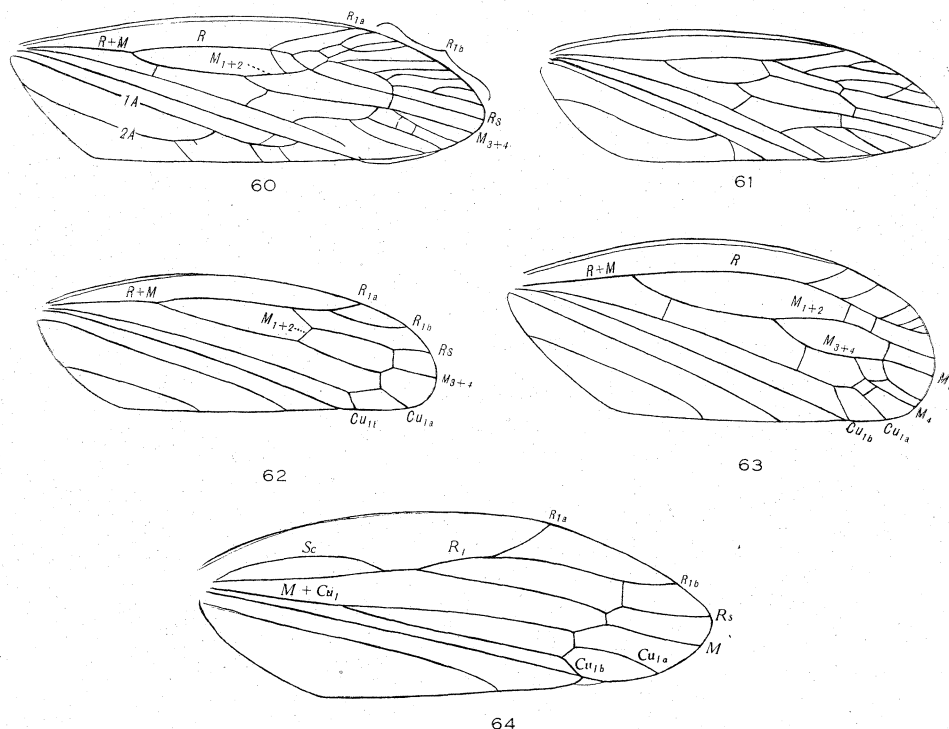 R1a
R1b
R+M
R
M1+2
1A
2A
Rs
M3+4
60
61
R+M
R1a
R1b
M1+2
Rs
M3+4
Cu1b
Cu1a
62
R+M
R
M1+2
M3+4
M4
Cu1b
Cu1a
63
R1a
Sc
R1
M + Cu1
R1b
Rs
M
Cu1a
Cu1b
64